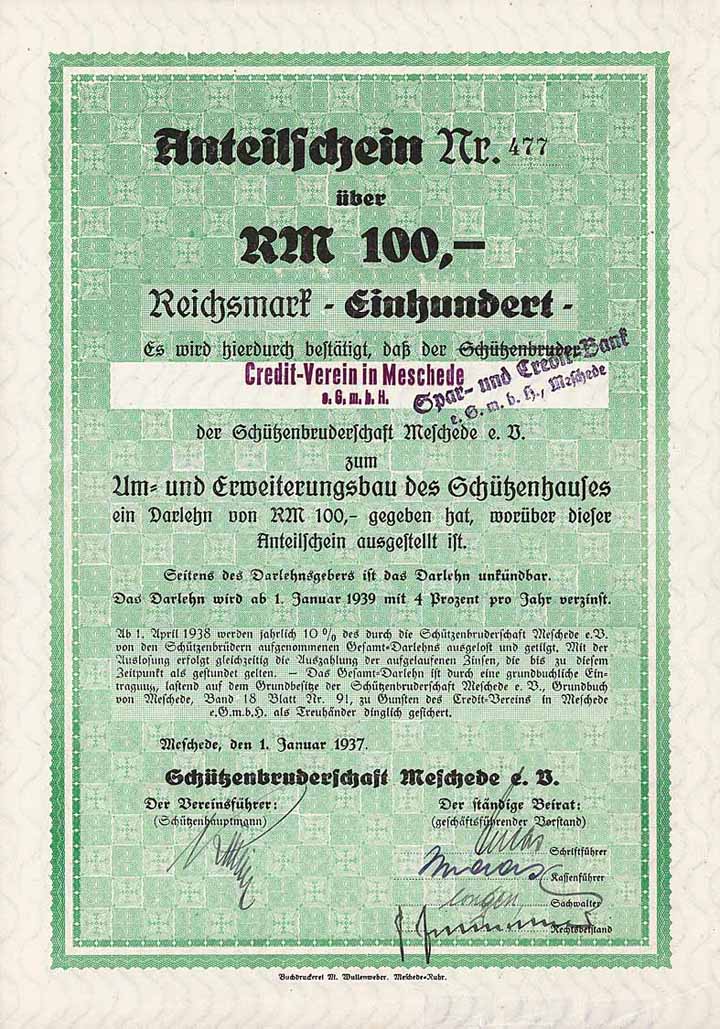 Anteilschein Nr. 477
über
RM 100,–
Reichsmark - Einhundert -
Es wird hierdurch bestätigt, daß der Schützenbruder
Credit-Verein in Meschede
e. G. m. b. H.
Spar- und Credit-Bank
e. G. m. b. H., Meschede
der Schützenbruderschaft Meschede e. V.
zum
Um- und Erweiterungsbau des Schützenhauses
ein Darlehn von RM 100,- gegeben hat, worüber dieser
Anteilschein ausgestellt ist.
Seitens des Darlehnsgebers ist das Darlehn unkündbar.
Das Darlehn wird ab 1. Januar 1939 mit 4 Prozent pro Jahr verzinst.
Ab 1. April 1938 werden jährlich 10% des durch die Schützenbruderschaft Meschede e.V.
von den Schützenbrüdern aufgenommenen Gesamt-Darlehns ausgelost und getilgt. Mit der
Auslosung erfolgt gleichzeitig die Auszahlung der aufgelaufenen Zinsen, die bis zu diesem
Zeitpunkt als gestundet gelten. — Das Gesamt-Darlehn ist durch eine grundbuchliche Ein-
tragung, lastend auf dem Grundbesitze der Schützenbruderschaft Meschede e. V., Grundbuch
von Meschede, Band 18 Blatt Nr. 91, zu Gunsten des Credit-Vereins in Meschede
e.G.m.b.H. als Treuhänder dinglich gesichert.
Meschede, den 1. Januar 1937.
Schützenbruderschaft Meschede e. V.
Der Vereinsführer:
(Schützenhauptmann)
Der ständige Beirat:
(geschäftsführender Vorstand)
Schriftführer
Kassenführer
Sachwalter
Rechtsbeistand
Buchdruckerei M. Wullenweber, Meschede-Ruhr.